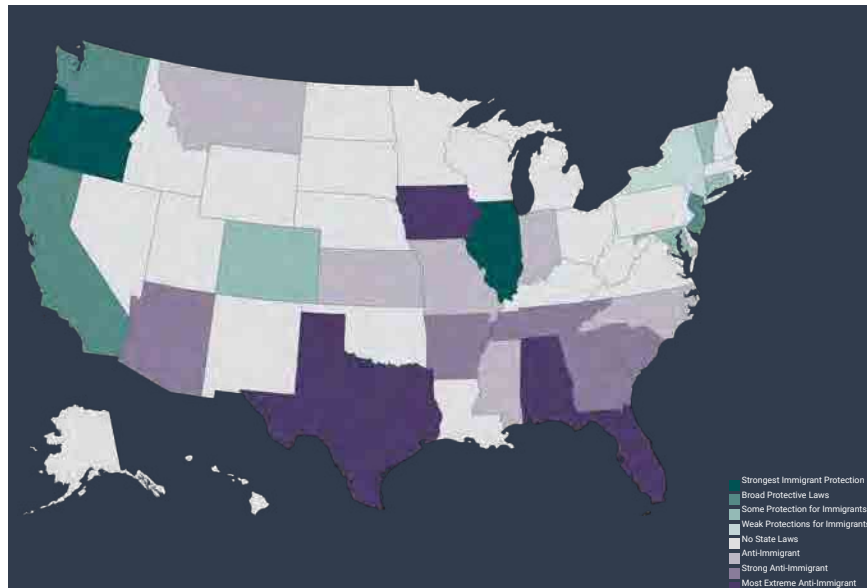 Strongest Immigrant Protection
Broad Protective Laws
Some Protection for Immigrants
Weak Protections for Immigrants
No State Laws
Anti-Immigrant
Strong Anti-Immigrant
Most Extreme Anti-Immigrant